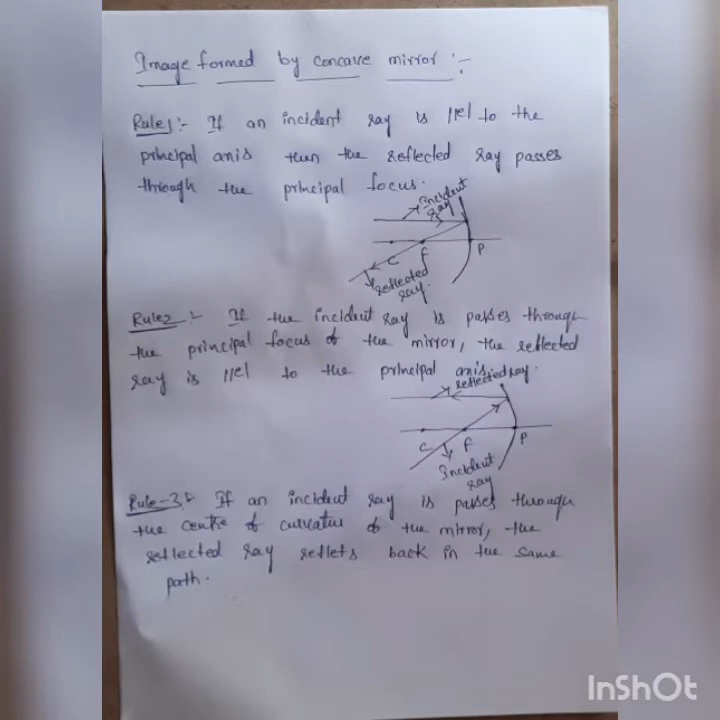 Image formed by concave mirror :-
Rule1:- If an incident ray is llel to the
principal axis then the reflected ray passes
through the principal focus.
Incident
ray
C F P
reflected
ray.
Rule2 :- If the incident ray is passes through
the principal focus of the mirror, the reflected
ray is llel to the principal axis.
reflected ray.
C F P
Incident
ray
Rule-3:- If an incident ray is passes through
the centre of curvature of the mirror, the
reflected ray reflets back in the same
path.
InShOt